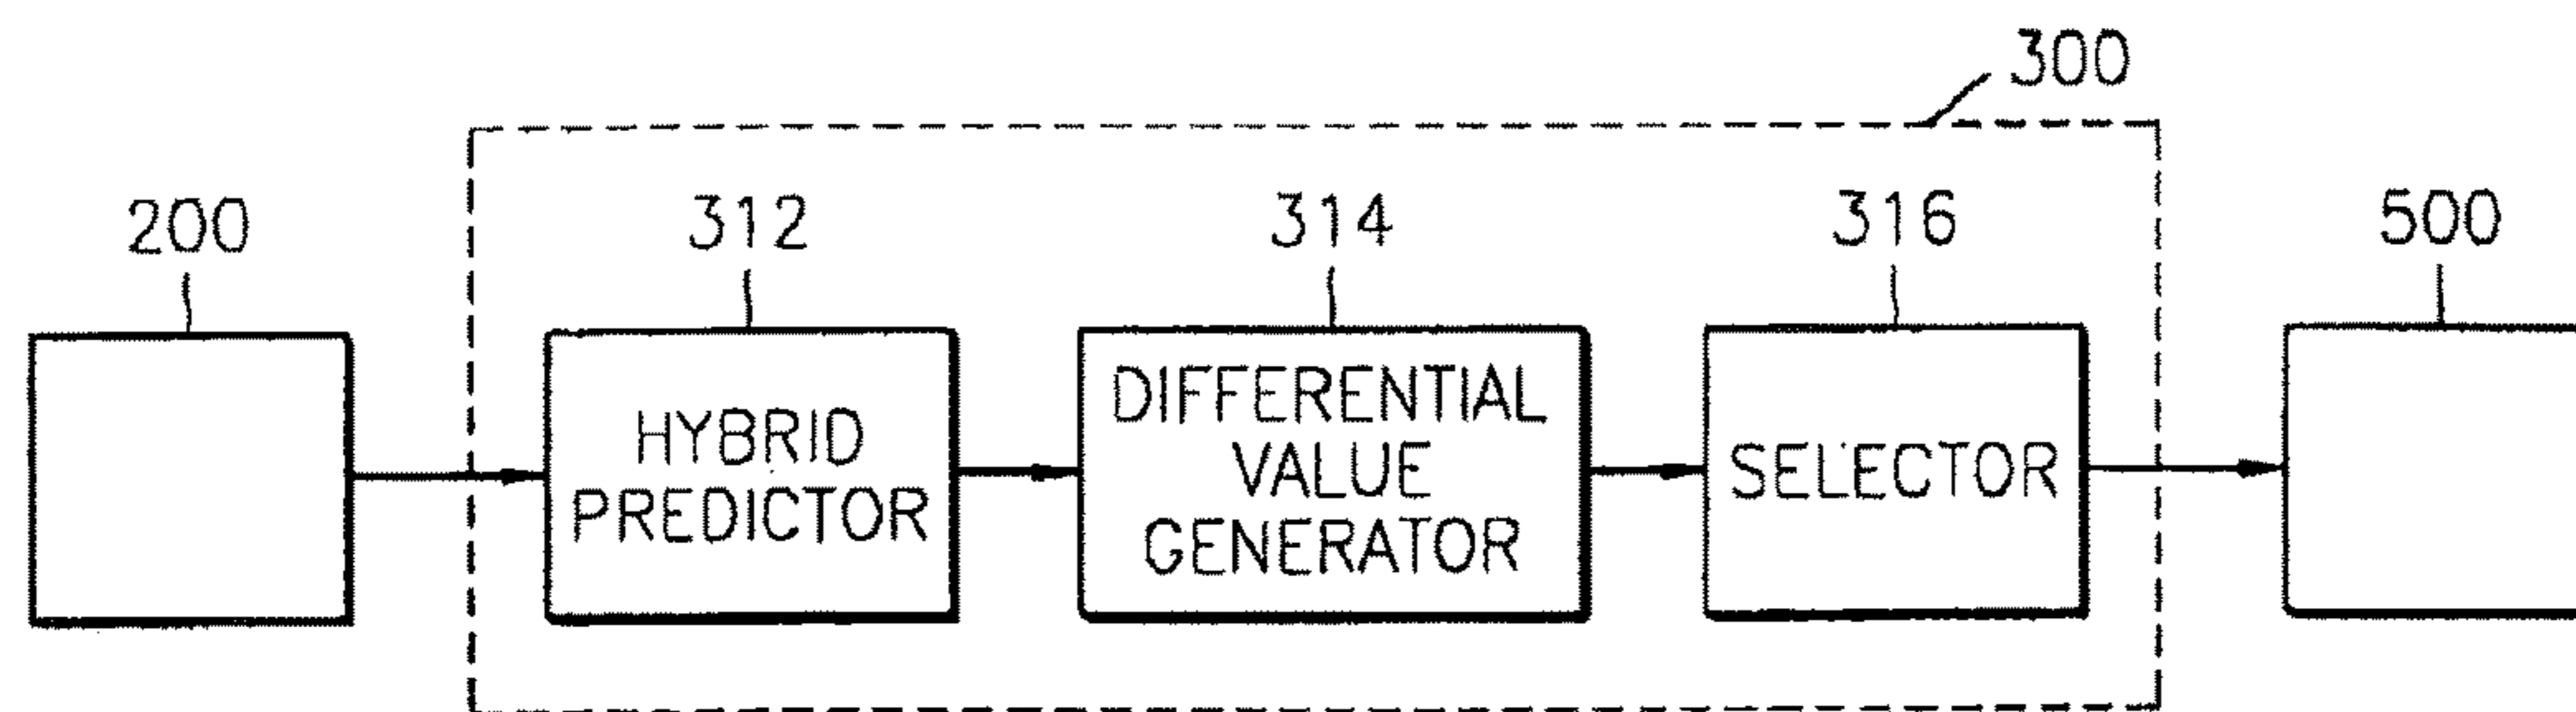 300
200
312
314
316
500
HYBRID
PREDICTOR
DIFFERENTIAL
VALUE
GENERATOR
SELECTOR